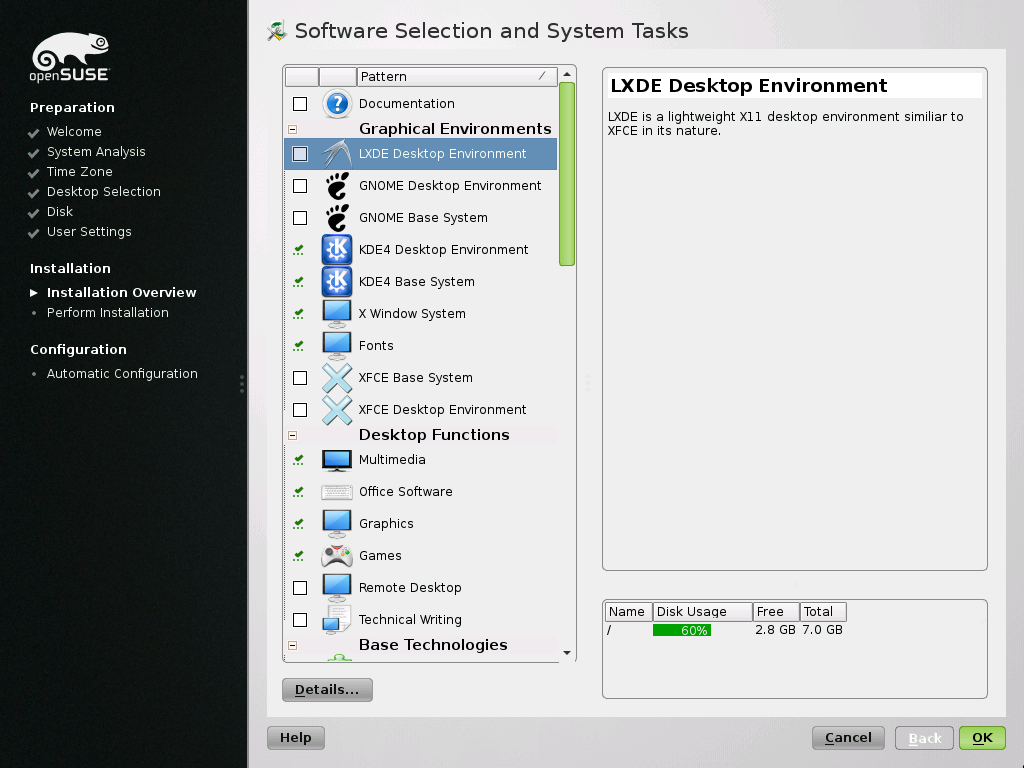 openSUSE
Preparation
Welcome
System Analysis
Time Zone
Desktop Selection
Disk
User Settings
Installation
Installation Overview
Perform Installation
Configuration
Automatic Configuration
Software Selection and System Tasks
Pattern
Documentation
Graphical Environments
LXDE Desktop Environment
GNOME Desktop Environment
GNOME Base System
KDE4 Desktop Environment
KDE4 Base System
X Window System
Fonts
XFCE Base System
XFCE Desktop Environment
Desktop Functions
Multimedia
Office Software
Graphics
Games
Remote Desktop
Technical Writing
Base Technologies
Details...
LXDE Desktop Environment
LXDE is a lightweight X11 desktop environment similiar to
XFCE in its nature.
Name Disk Usage Free Total
/ 60% 2.8 GB 7.0 GB
Help Cancel Back OK